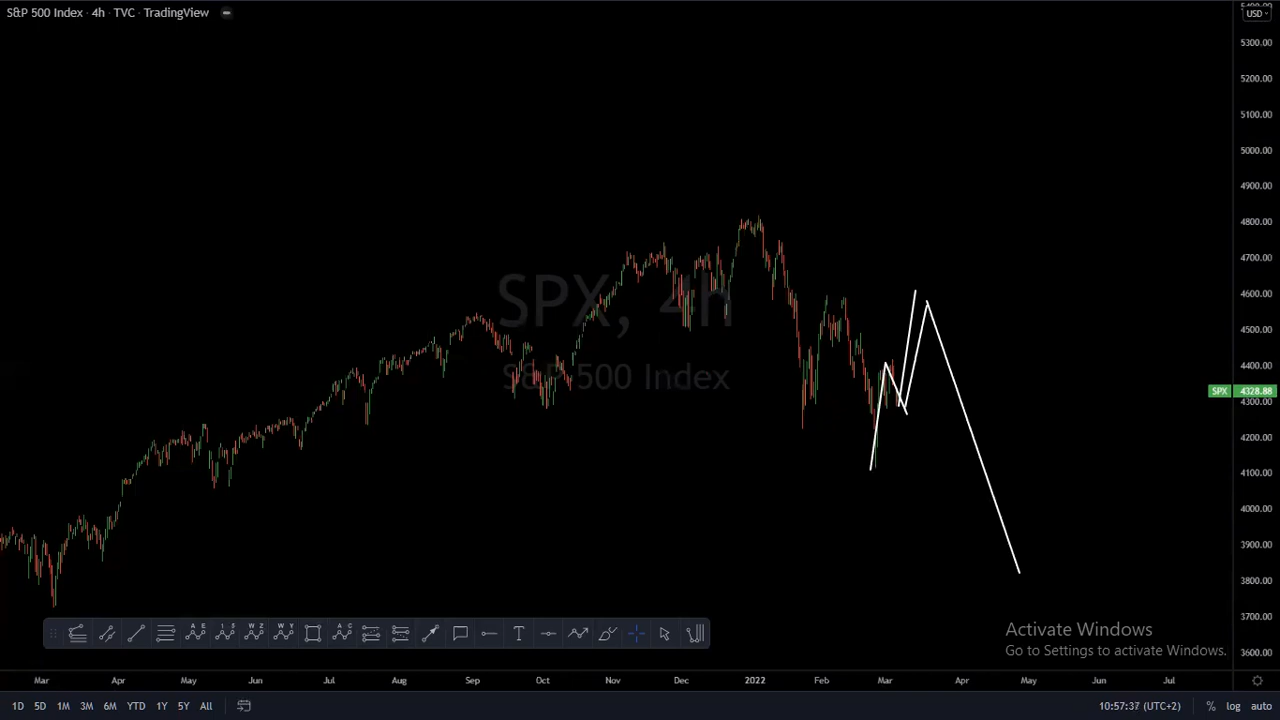 S&P 500 Index · 4h · TVC · TradingView
USD
5300.00
5200.00
5100.00
5000.00
4900.00
4800.00
4700.00
4600.00
4500.00
4400.00
SPX 4328.88
4300.00
4200.00
4100.00
4000.00
3900.00
3800.00
3700.00
3600.00
SPX, 4h
S&P 500 Index
A E
1 5
W Z
W Y
A C
T
Activate Windows
Go to Settings to activate Windows.
Mar Apr May Jun Jul Aug Sep Oct Nov Dec 2022 Feb Mar Apr May Jun Jul
1D 5D 1M 3M 6M YTD 1Y 5Y All 10:57:37 (UTC+2) % log auto